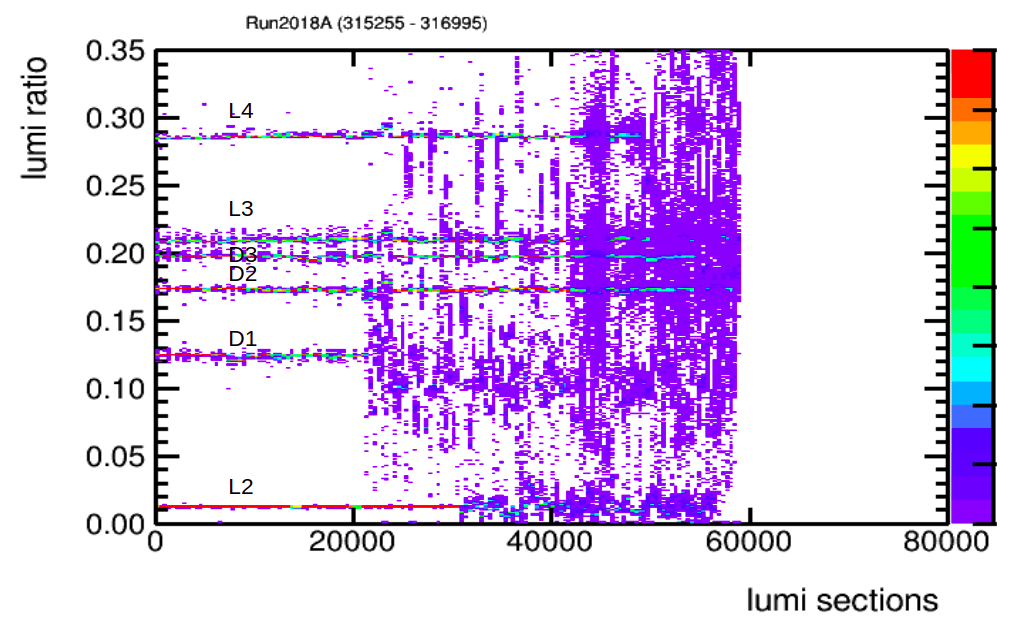 Run2018A (315255 - 316995)
lumi ratio
0.35
0.30
0.25
0.20
0.15
0.10
0.05
0.00
L4
L3
D3
D2
D1
L2
0
20000
40000
60000
80000
lumi sections